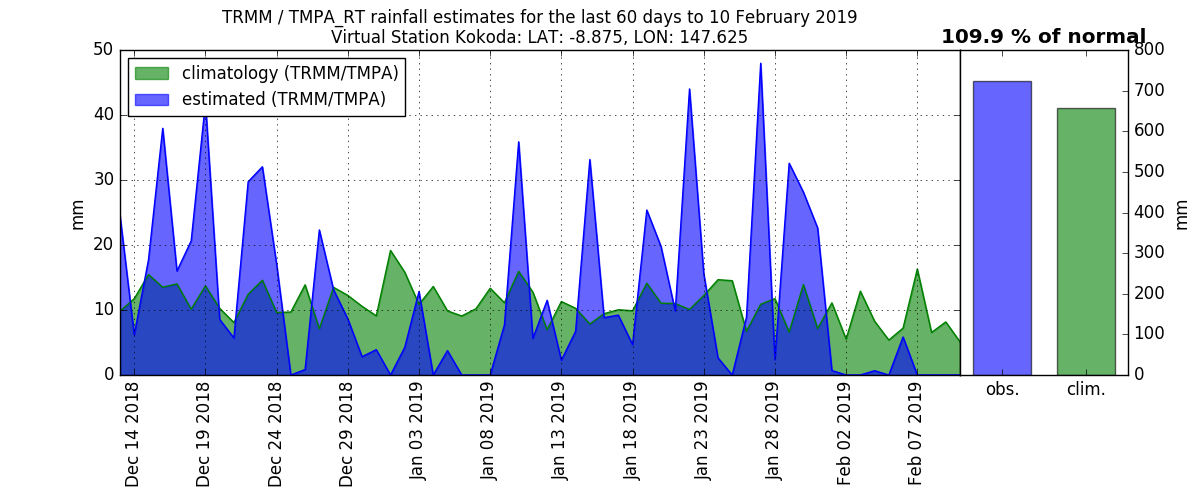 TRMM / TMPA_RT rainfall estimates for the last 60 days to 10 February 2019
Virtual Station Kokoda: LAT: -8.875, LON: 147.625
109.9 % of normal
climatology (TRMM/TMPA)
estimated (TRMM/TMPA)
50
40
30
20
10
0
mm
Dec 14 2018
Dec 19 2018
Dec 24 2018
Dec 29 2018
Jan 03 2019
Jan 08 2019
Jan 13 2019
Jan 18 2019
Jan 23 2019
Jan 28 2019
Feb 02 2019
Feb 07 2019
800
700
600
500
400
300
200
100
0
mm
obs.
clim.